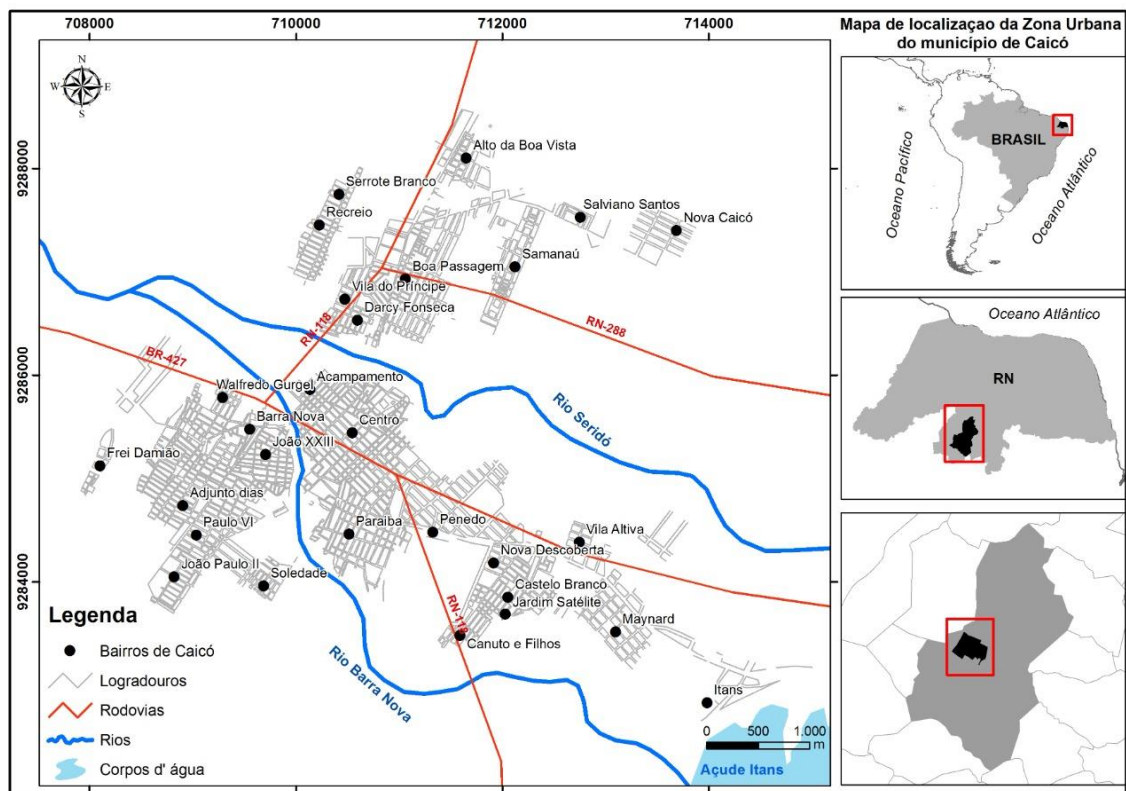 708000
710000
712000
714000
Mapa de localizaçao da Zona Urbana
do município de Caicó
N
W
E
S
9288000
9286000
9284000
Alto da Boa Vista
Serrote Branco
Recreio
Salviano Santos
Nova Caicó
Samanaú
Boa Passagem
Vila do Príncipe
Darcy Fonseca
RN-118
RN-288
BR-427
Walfredo Gurgel
Acampamento
Rio Seridó
Barra Nova
Centro
João XXIII
Frei Damião
Adjunto dias
Paulo VI
Paraiba
Penedo
Vila Altiva
João Paulo II
Soledade
Nova Descoberta
Castelo Branco
Jardim Satélite
Maynard
RN-118
Canuto e Filhos
Rio Barra Nova
Itans
0
500
1.000
m
Açude Itans
Legenda
Bairros de Caicó
Logradouros
Rodovias
Rios
Corpos d' água
BRASIL
Oceano Pacífico
Oceano Atlântico
Oceano Atlântico
RN